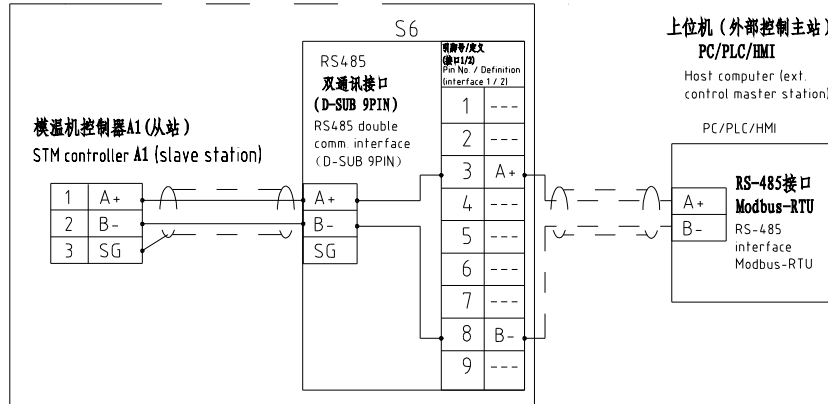 S6
RS485
双通讯接口
(D-SUB 9PIN)
RS485 double
comm. interface
(D-SUB 9PIN)
引脚号/定义
(接口1/2)
Pin No. / Definition
(interface 1 / 2)
1 ---
2 ---
3 A+
4 ---
5 ---
6 ---
7 ---
8 B-
9 ---
模温机控制器A1(从站)
STM controller A1 (slave station)
1 A+
2 B-
3 SG
A+
B-
SG
上位机(外部控制主站)
PC/PLC/HMI
Host computer (ext.
control master station)
PC/PLC/HMI
A+
B-
RS-485接口
Modbus-RTU
RS-485
interface
Modbus-RTU